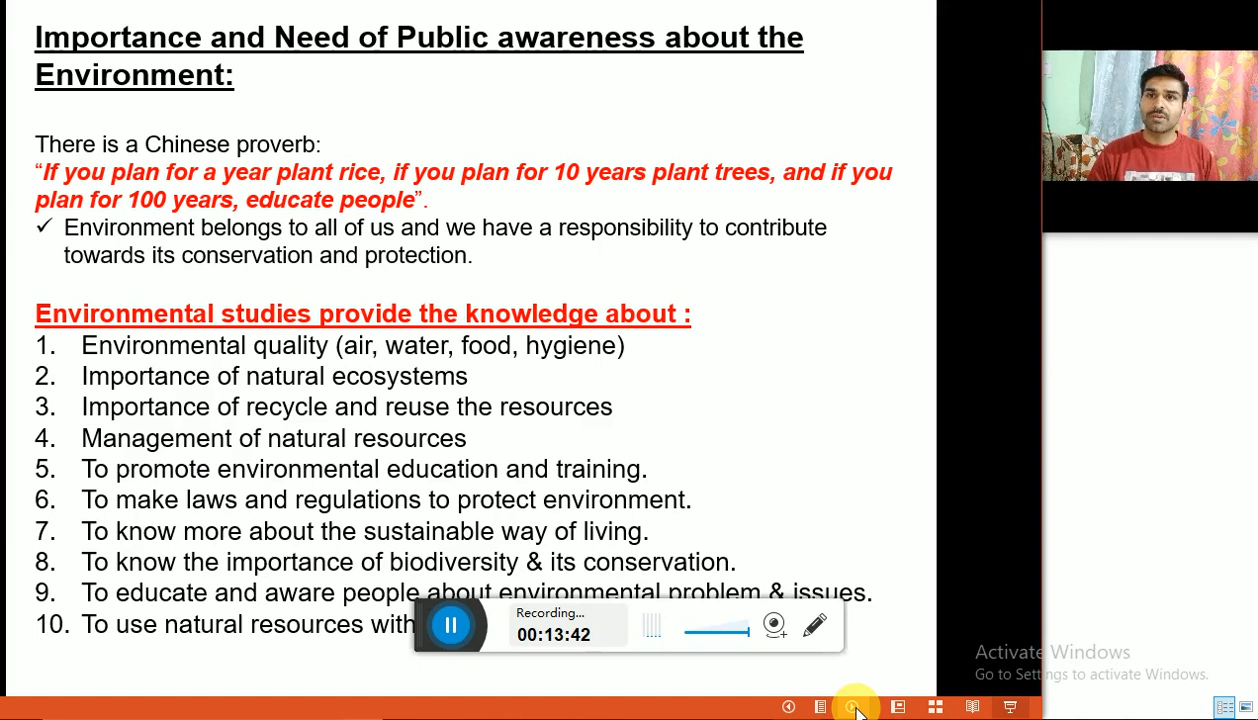 Importance and Need of Public awareness about the
Environment:
There is a Chinese proverb:
“If you plan for a year plant rice, if you plan for 10 years plant trees, and if you
plan for 100 years, educate people”.
✓ Environment belongs to all of us and we have a responsibility to contribute
towards its conservation and protection.
Environmental studies provide the knowledge about :
1. Environmental quality (air, water, food, hygiene)
2. Importance of natural ecosystems
3. Importance of recycle and reuse the resources
4. Management of natural resources
5. To promote environmental education and training.
6. To make laws and regulations to protect environment.
7. To know more about the sustainable way of living.
8. To know the importance of biodiversity & its conservation.
9. To educate and aware people about environmental problem & issues.
10. To use natural resources with
Recording...
00:13:42
Activate Windows
Go to Settings to activate Windows.